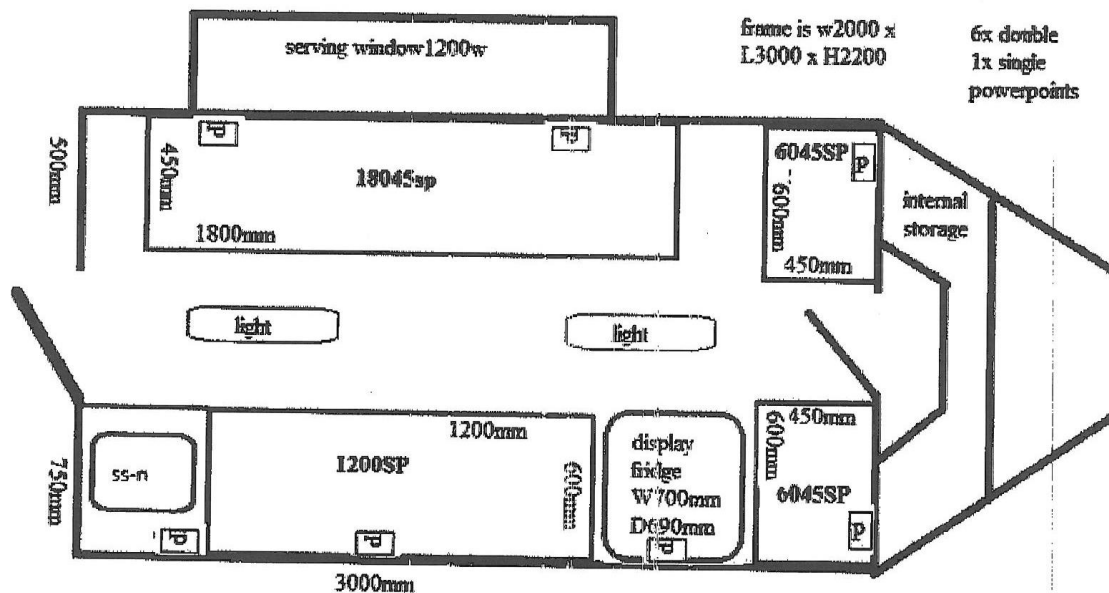 serving window1200w
frame is w2000 x
L3000 x H2200
6x double
1x single
powerpoints
500mm
450mm
P
P
18045sp
1800mm
6045SP
P
600mm
450mm
internal
storage
light
light
750mm
ss-n
P
1200mm
1200SP
600mm
P
display
fridge
W700mm
D690mm
P
450mm
600mm
6045SP
P
3000mm